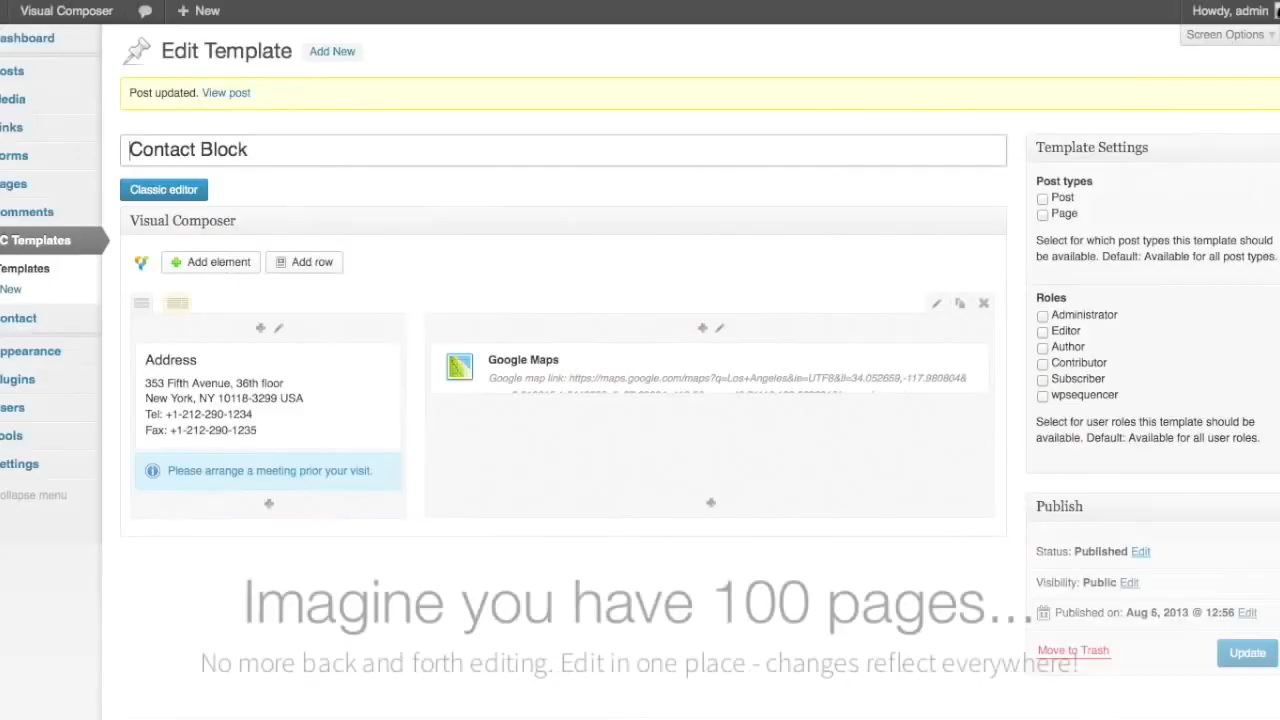 Visual Composer
New
Howdy, admin
Screen Options
ashboard
osts
edia
inks
orms
ages
omments
C Templates
emplates
New
ontact
ppearance
lugins
sers
ools
ettings
ollapse menu
Edit Template
Add New
Post updated. View post
Contact Block
Classic editor
Visual Composer
Add element
Add row
Address
353 Fifth Avenue, 36th floor
New York, NY 10118-3299 USA
Tel: +1-212-290-1234
Fax: +1-212-290-1235
Please arrange a meeting prior your visit.
Google Maps
Google map link: https://maps.google.com/maps?q=Los+Angeles&ie=UTF8&ll=34.052659,-117.980804&
Template Settings
Post types
Post
Page
Select for which post types this template should
be available. Default: Available for all post types.
Roles
Administrator
Editor
Author
Contributor
Subscriber
wpsequencer
Select for user roles this template should be
available. Default: Available for all user roles.
Publish
Status: Published Edit
Visibility: Public Edit
Published on: Aug 6, 2013 @ 12:56 Edit
Move to Trash
Update
Imagine you have 100 pages...
No more back and forth editing. Edit in one place - changes reflect everywhere!